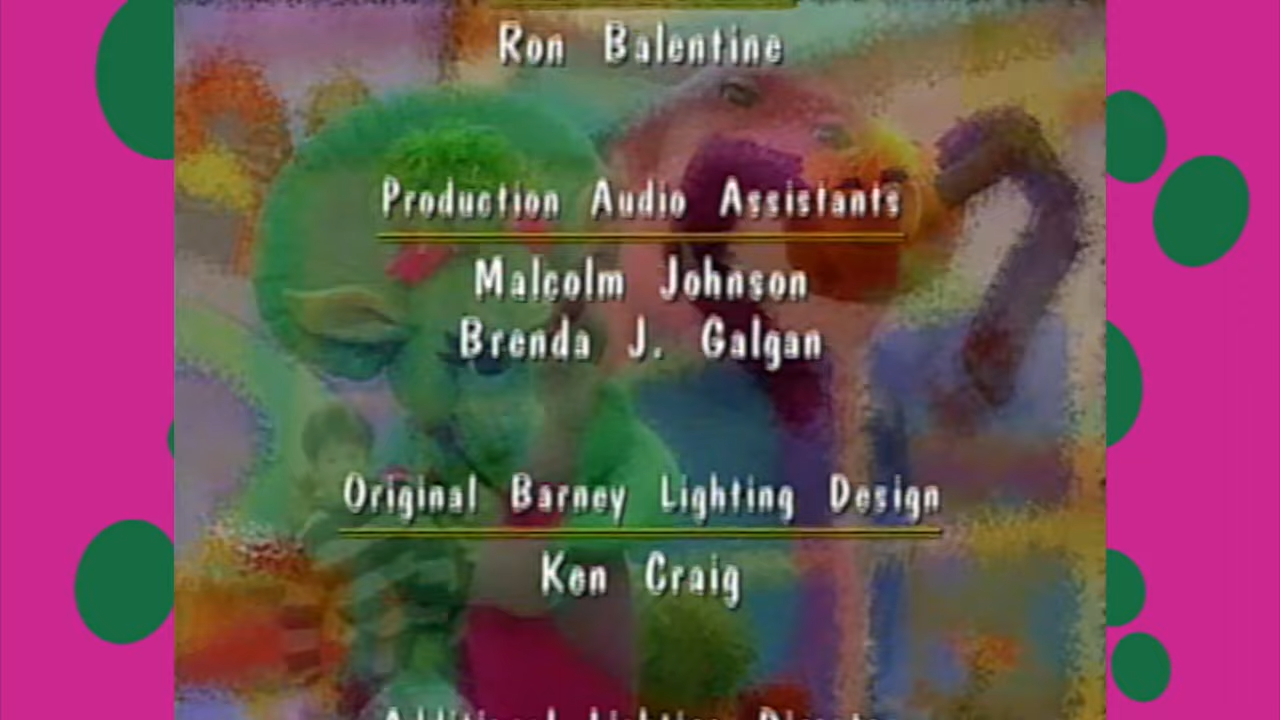 Ron Balentine
Production Audio Assistants
Malcolm Johnson
Brenda J. Galgan
Original Barney Lighting Design
Ken Craig